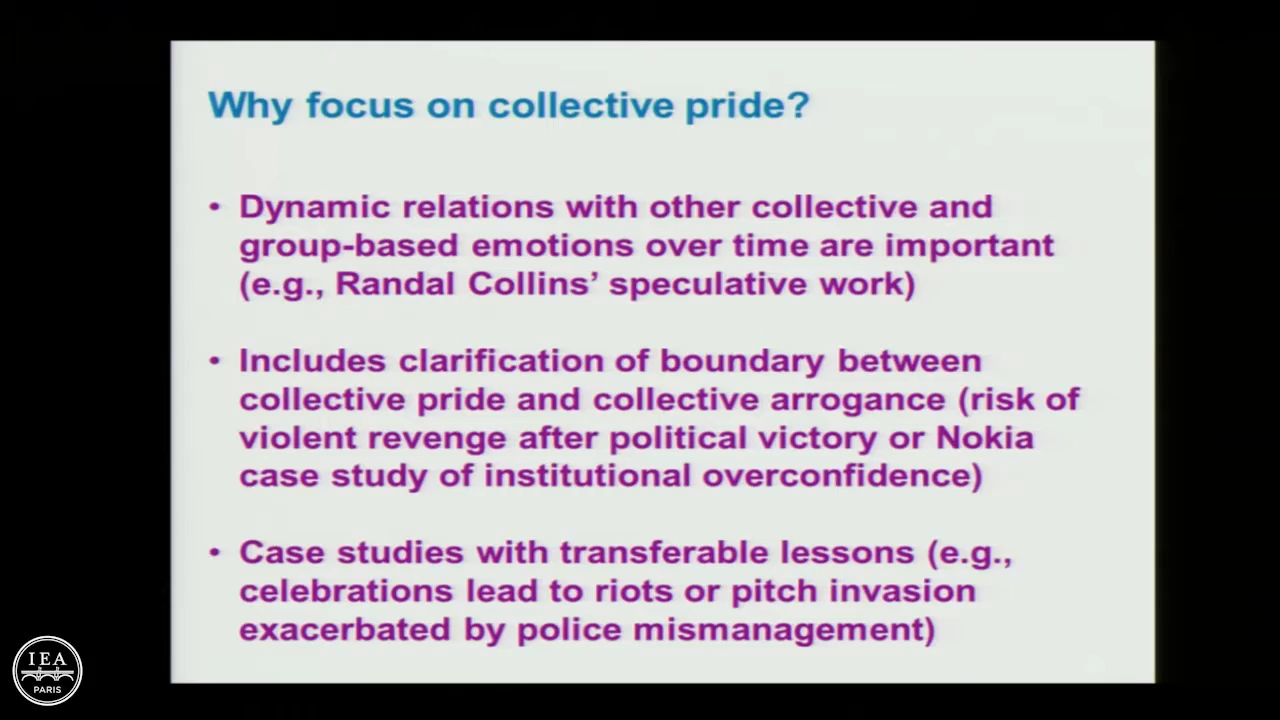 Why focus on collective pride?
• Dynamic relations with other collective and
group-based emotions over time are important
(e.g., Randal Collins’ speculative work)
• Includes clarification of boundary between
collective pride and collective arrogance (risk of
violent revenge after political victory or Nokia
case study of institutional overconfidence)
• Case studies with transferable lessons (e.g.,
celebrations lead to riots or pitch invasion
exacerbated by police mismanagement)
IEA
PARIS